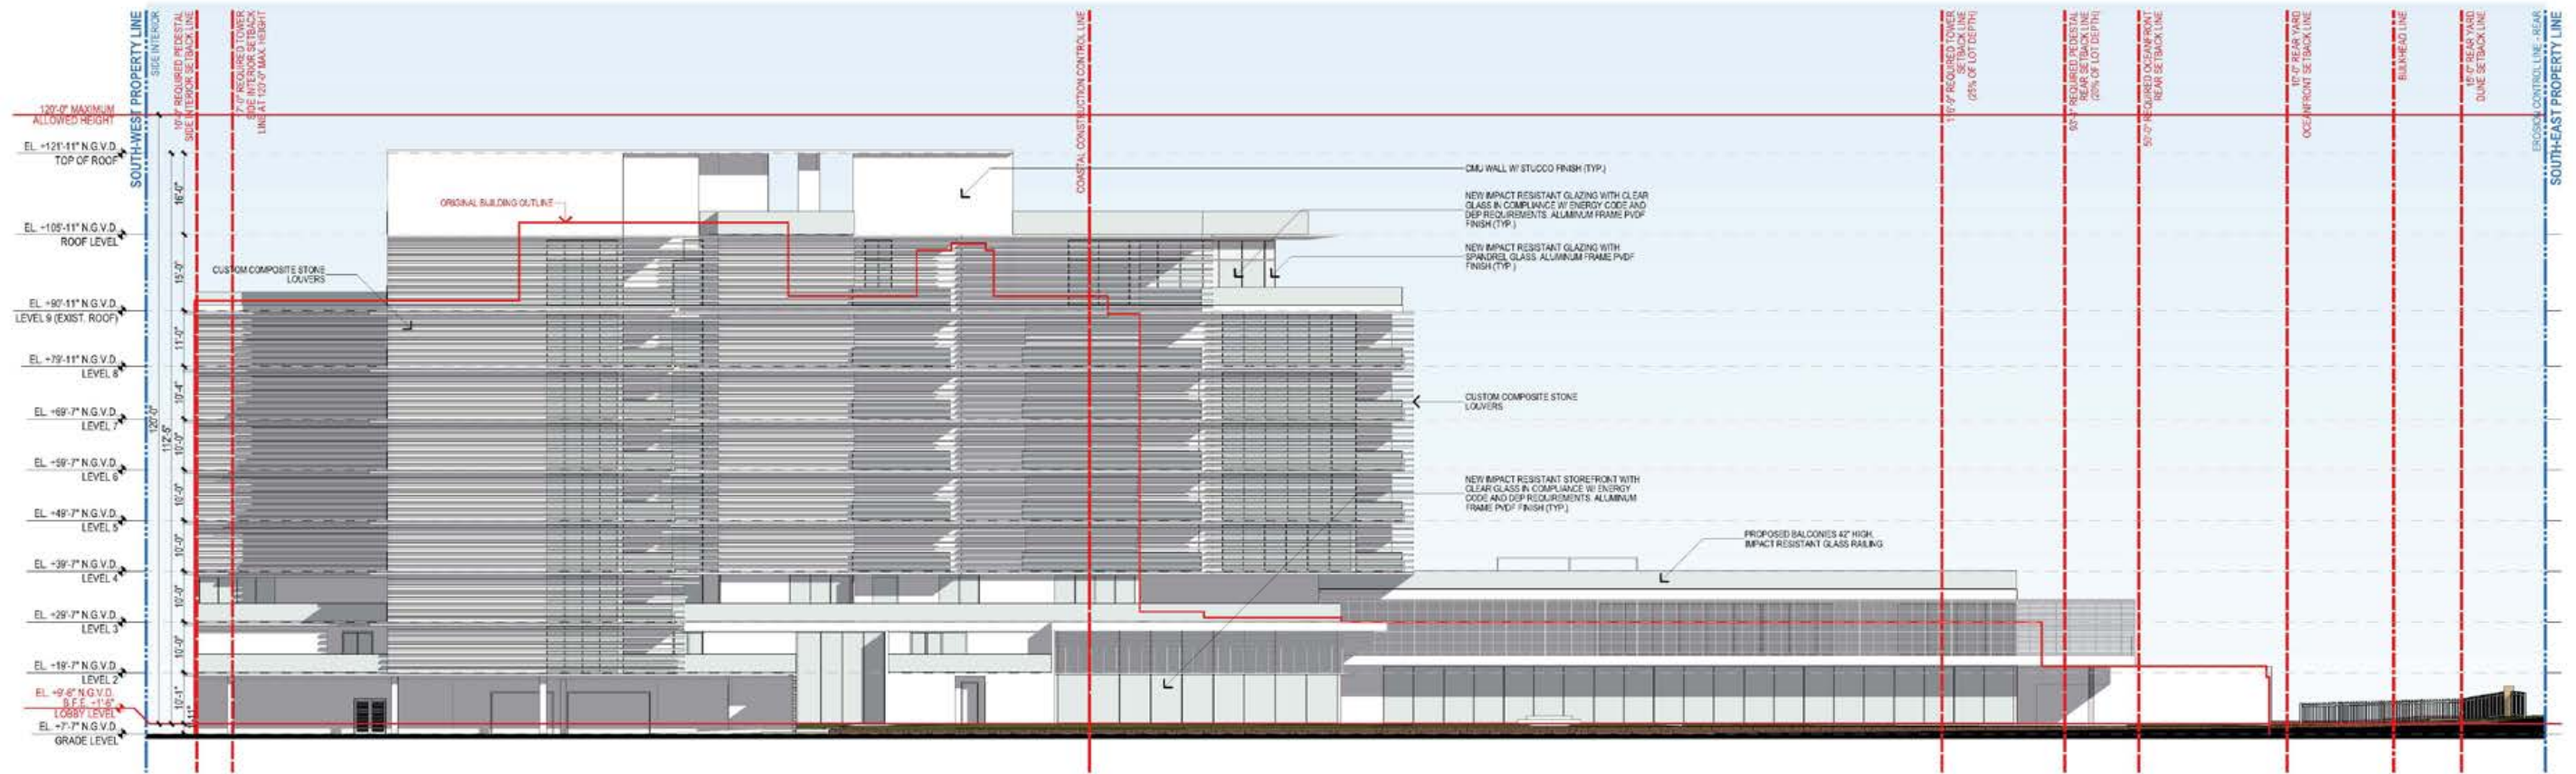 SOUTH-WEST PROPERTY LINE
SIDE INTERIOR
10'-0" REQUIRED PEDESTAL
SIDE INTERIOR SETBACK LINE
REQUIRED TOWER
SIDE INTERIOR SETBACK
LINE AT 120'-0" MAX. HEIGHT
COASTAL CONSTRUCTION CONTROL LINE
REQUIRED TOWER
SETBACK LINE
(25% OF LOT DEPTH)
REQUIRED PEDESTAL
REAR SETBACK LINE
(20% OF LOT DEPTH)
50'-0" REQUIRED OCEANFRONT
REAR SETBACK LINE
10'-0" REAR YARD
OCEANFRONT SETBACK LINE
BULKHEAD LINE
15'-0" REAR YARD
DUNE SETBACK LINE
EROSION CONTROL LINE - REAR
SOUTH-EAST PROPERTY LINE
120'-0" MAXIMUM
ALLOWED HEIGHT
EL. +121'-11" N.G.V.D.
TOP OF ROOF
EL. +105'-11" N.G.V.D.
ROOF LEVEL
EL. +90'-11" N.G.V.D.
LEVEL 9 (EXIST. ROOF)
EL. +79'-11" N.G.V.D.
LEVEL 8
EL. +69'-7" N.G.V.D.
LEVEL 7
EL. +59'-7" N.G.V.D.
LEVEL 6
EL. +49'-7" N.G.V.D.
LEVEL 5
EL. +39'-7" N.G.V.D.
LEVEL 4
EL. +29'-7" N.G.V.D.
LEVEL 3
EL. +19'-7" N.G.V.D.
LEVEL 2
N.G.V.D.
LOBBY LEVEL
EL. +7'-7" N.G.V.D.
GRADE LEVEL
120'-0"
112'-5"
16'-0"
15'-0"
11'-0"
10'-4"
10'-0"
10'-0"
10'-0"
10'-0"
10'-0"
10'-1"
ORIGINAL BUILDING OUTLINE
CUSTOM COMPOSITE STONE
LOUVERS
CMU WALL W/ STUCCO FINISH (TYP.)
NEW IMPACT RESISTANT GLAZING WITH CLEAR
GLASS IN COMPLIANCE W/ ENERGY CODE AND
DEP REQUIREMENTS. ALUMINUM FRAME PVDF
FINISH (TYP.)
NEW IMPACT RESISTANT GLAZING WITH
SPANDREL GLASS. ALUMINUM FRAME PVDF
FINISH (TYP.)
CUSTOM COMPOSITE STONE
LOUVERS
NEW IMPACT RESISTANT STOREFRONT WITH
CLEAR GLASS IN COMPLIANCE W/ ENERGY
CODE AND DEP REQUIREMENTS. ALUMINUM
FRAME PVDF FINISH (TYP.)
PROPOSED BALCONIES 42" HIGH,
IMPACT RESISTANT GLASS RAILING